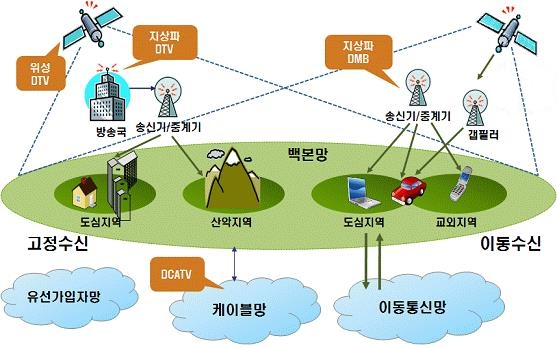 위성
DTV
지상파
DTV
지상파
DMB
방송국
송신기/중계기
송신기/중계기
갭필러
백본망
도심지역
산악지역
도심지역
교외지역
고정수신
이동수신
DCATV
유선가입자망
케이블망
이동통신망